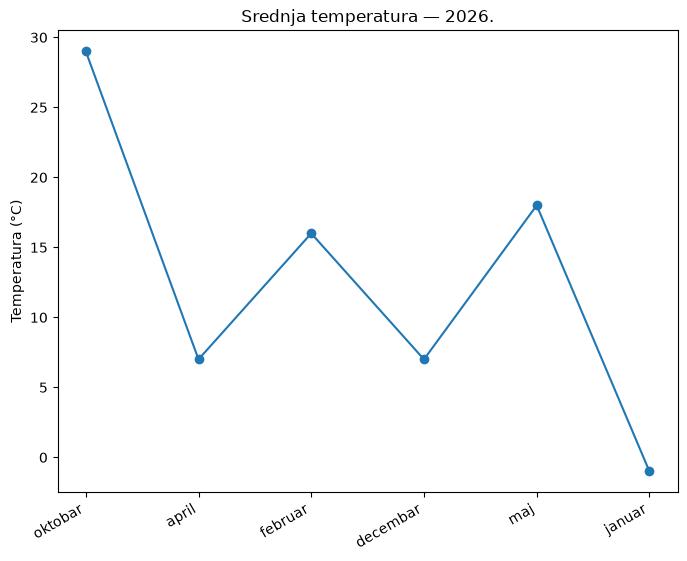 Srednja temperatura — 2026.
Temperatura (°C)
30
25
20
15
10
5
0
oktobar
april
februar
decembar
maj
januar